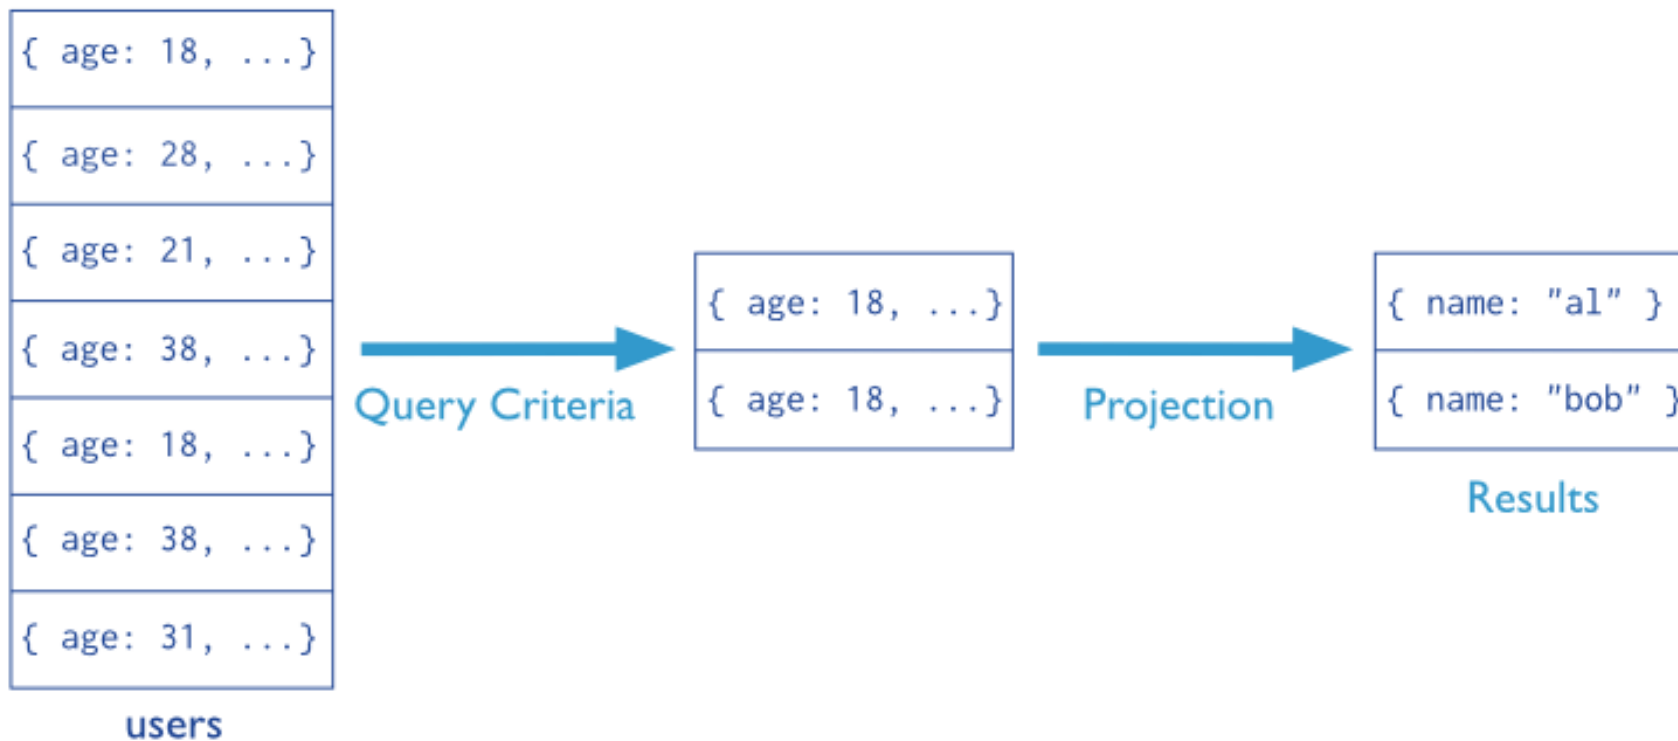 { age: 18, ...}
{ age: 28, ...}
{ age: 21, ...}
{ age: 38, ...}
{ age: 18, ...}
{ age: 38, ...}
{ age: 31, ...}
users
Query Criteria
{ age: 18, ...}
{ age: 18, ...}
Projection
{ name: "al" }
{ name: "bob" }
Results